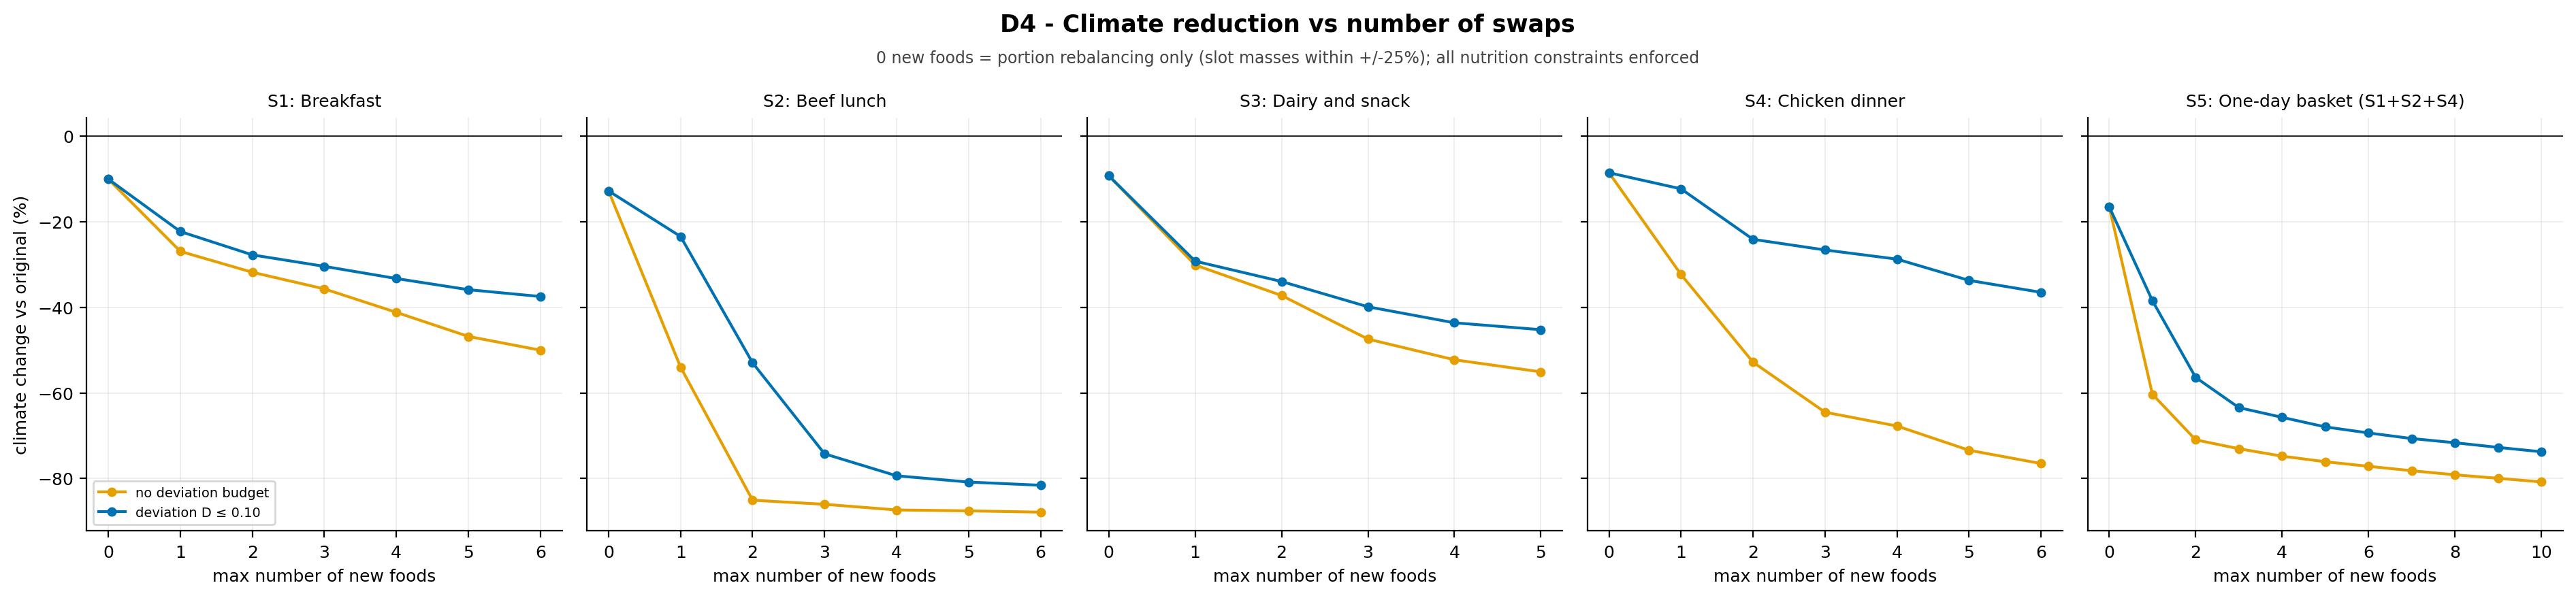 D4 - Climate reduction vs number of swaps
0 new foods = portion rebalancing only (slot masses within +/-25%); all nutrition constraints enforced
S1: Breakfast
S2: Beef lunch
S3: Dairy and snack
S4: Chicken dinner
S5: One-day basket (S1+S2+S4)
climate change vs original (%)
0
−20
−40
−60
−80
no deviation budget
deviation D ≤ 0.10
0 1 2 3 4 5 6
0 1 2 3 4 5 6
0 1 2 3 4 5
0 1 2 3 4 5 6
0 2 4 6 8 10
max number of new foods
max number of new foods
max number of new foods
max number of new foods
max number of new foods